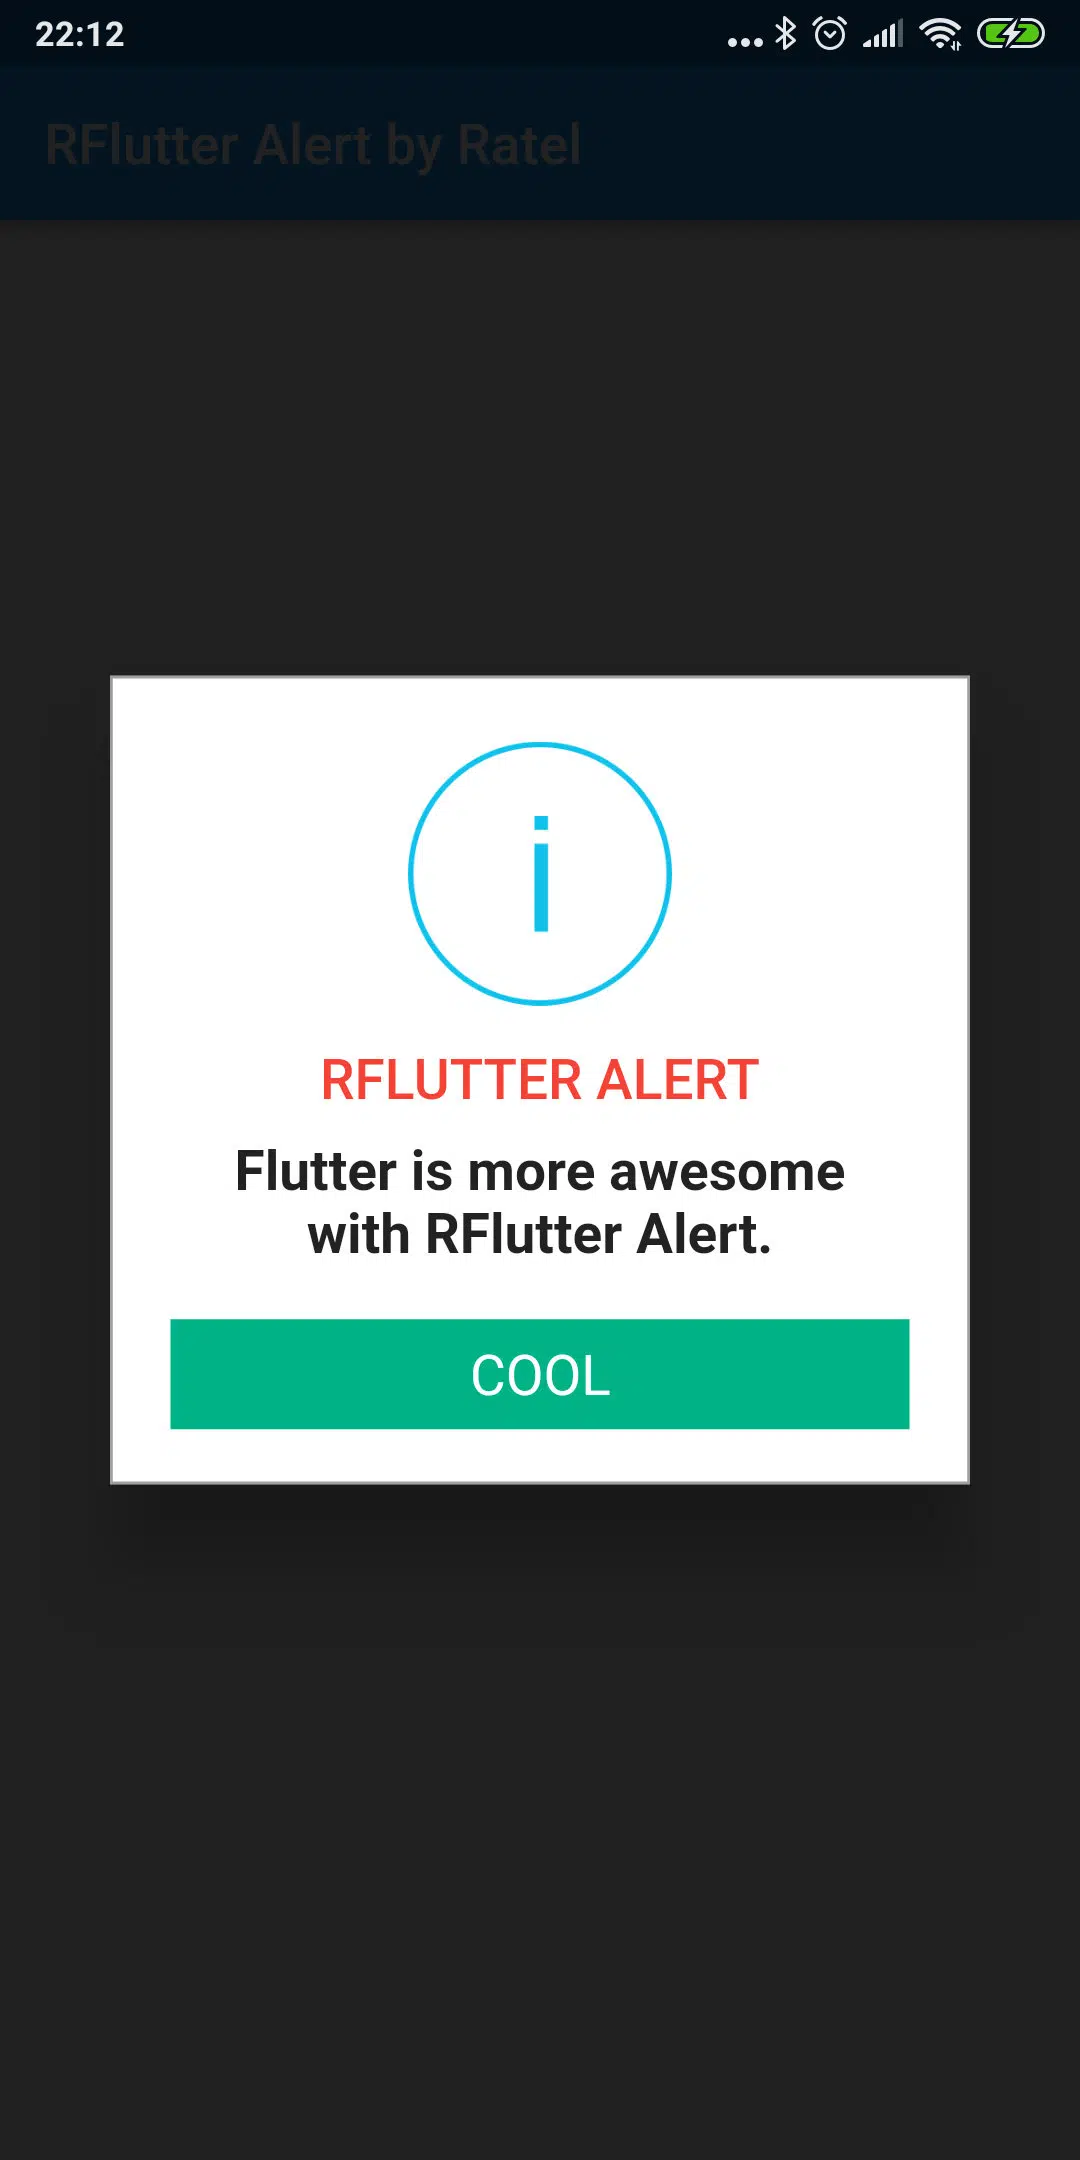 22:12
RFlutter Alert by Ratel
i
RFLUTTER ALERT
Flutter is more awesome
with RFlutter Alert.
COOL